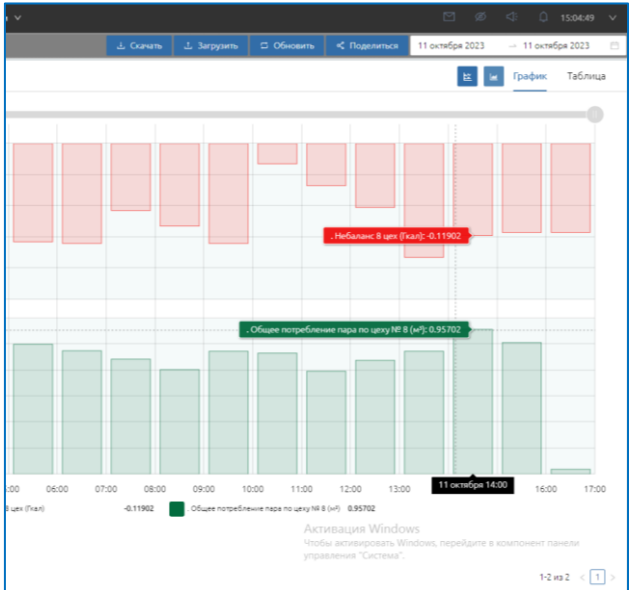 15:04:49
Скачать Загрузить Обновить Поделиться 11 октября 2023 → 11 октября 2023
График Таблица
. Небаланс 8 цех (Гкал): -0.11902
. Общее потребление пара по цеху № 8 (м³): 0.95702
:00 06:00 07:00 08:00 09:00 10:00 11:00 12:00 13:00 11 октября 14:00 16:00 17:00
8 цех (Гкал) -0.11902 Общее потребление пара по цеху № 8 (м³) 0.95702
Активация Windows
Чтобы активировать Windows, перейдите в компонент панели
управления "Система".
1-2 из 2 < 1 >